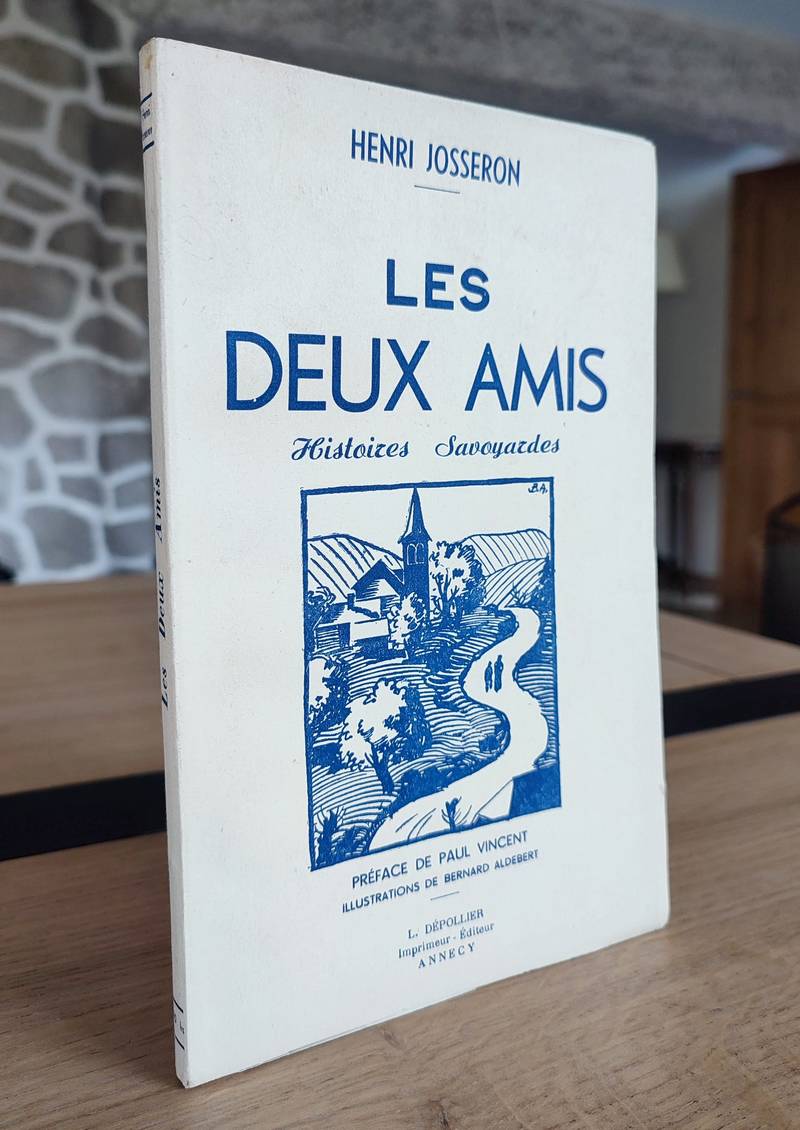 HENRI JOSSERON
LES
DEUX AMIS
Histoires Savoyardes
B.A.
PRÉFACE DE PAUL VINCENT
ILLUSTRATIONS DE BERNARD ALDEBERT
L. DÉPOLLIER
Imprimeur - Éditeur
ANNECY
Les Deux Amis